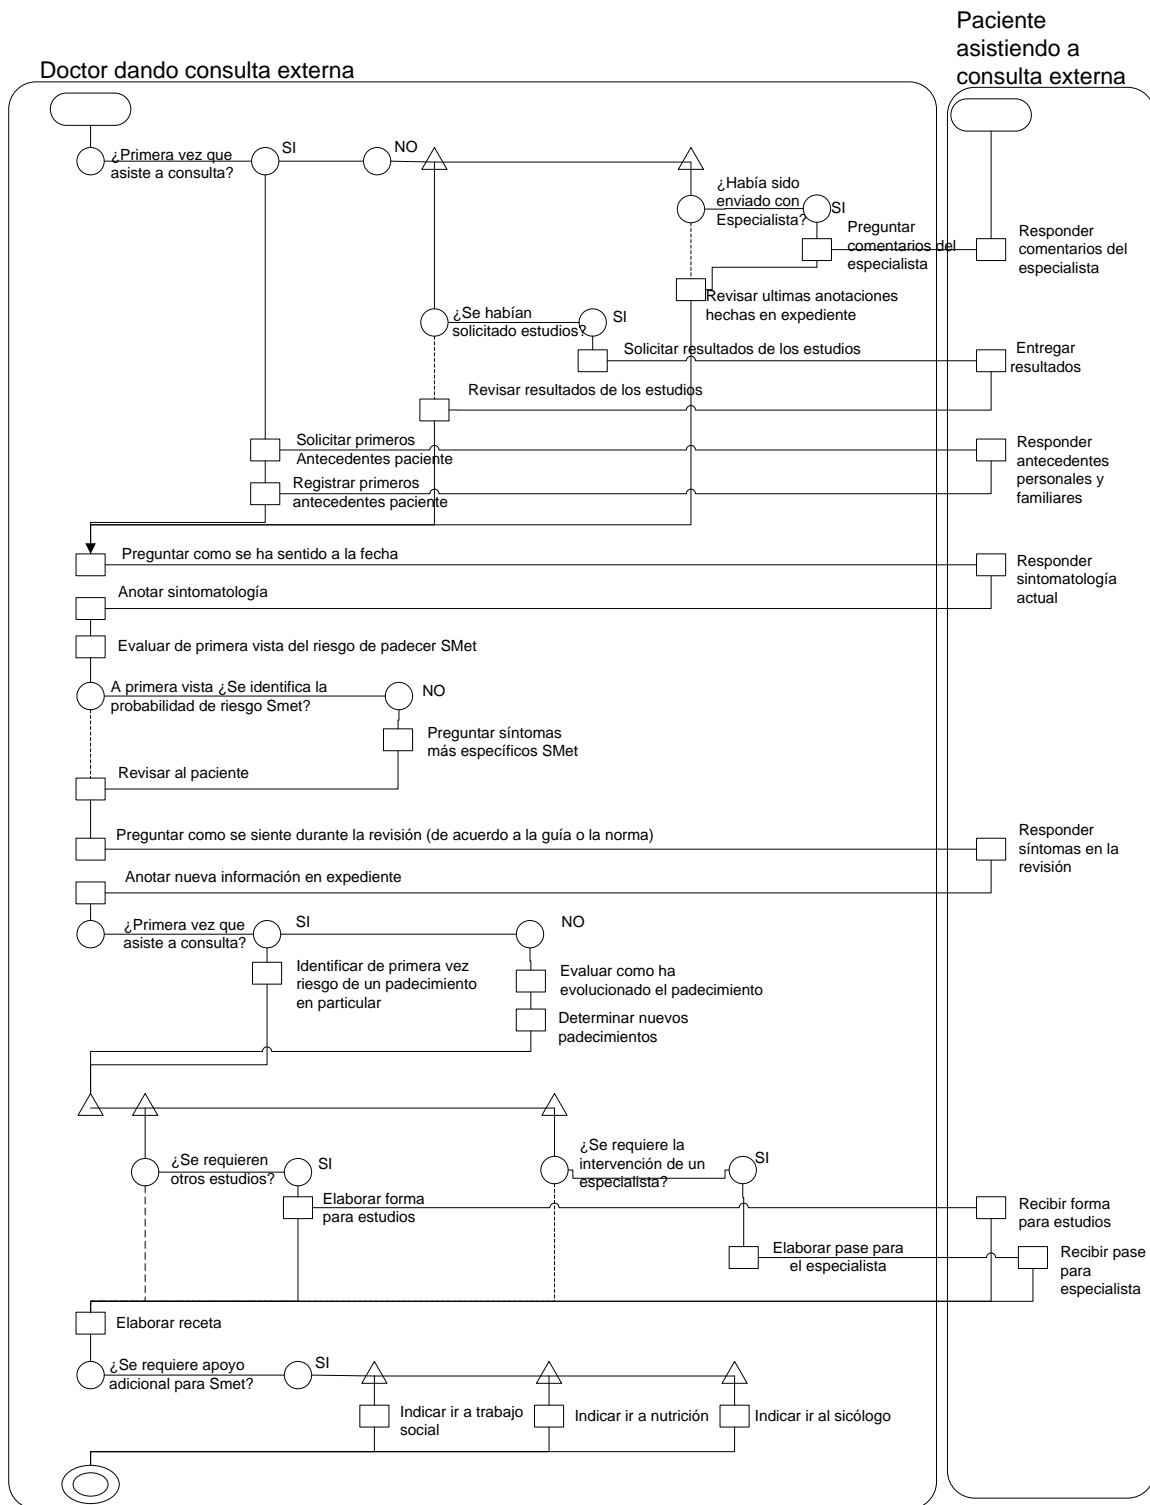 Paciente
asistiendo a
consulta externa
Doctor dando consulta externa
¿Primera vez que
asiste a consulta?
SI
NO
¿Había sido
enviado con
Especialista?
SI
Preguntar
comentarios del
especialista
Responder
comentarios del
especialista
Revisar ultimas anotaciones
hechas en expediente
¿Se habían
solicitado estudios?
SI
Solicitar resultados de los estudios
Entregar
resultados
Revisar resultados de los estudios
Solicitar primeros
Antecedentes paciente
Responder
antecedentes
personales y
familiares
Registrar primeros
antecedentes paciente
Preguntar como se ha sentido a la fecha
Responder
sintomatología
actual
Anotar sintomatología
Evaluar de primera vista del riesgo de padecer SMet
A primera vista ¿Se identifica la
probabilidad de riesgo Smet?
NO
Preguntar síntomas
más específicos SMet
Revisar al paciente
Preguntar como se siente durante la revisión (de acuerdo a la guía o la norma)
Responder
síntomas en la
revisión
Anotar nueva información en expediente
¿Primera vez que
asiste a consulta?
SI
NO
Identificar de primera vez
riesgo de un padecimiento
en particular
Evaluar como ha
evolucionado el padecimiento
Determinar nuevos
padecimientos
¿Se requieren
otros estudios?
SI
¿Se requiere la
intervención de un
especialista?
SI
Elaborar forma
para estudios
Recibir forma
para estudios
Elaborar pase para
el especialista
Recibir pase
para
especialista
Elaborar receta
¿Se requiere apoyo
adicional para Smet?
SI
Indicar ir a trabajo
social
Indicar ir a nutrición
Indicar ir al sicólogo